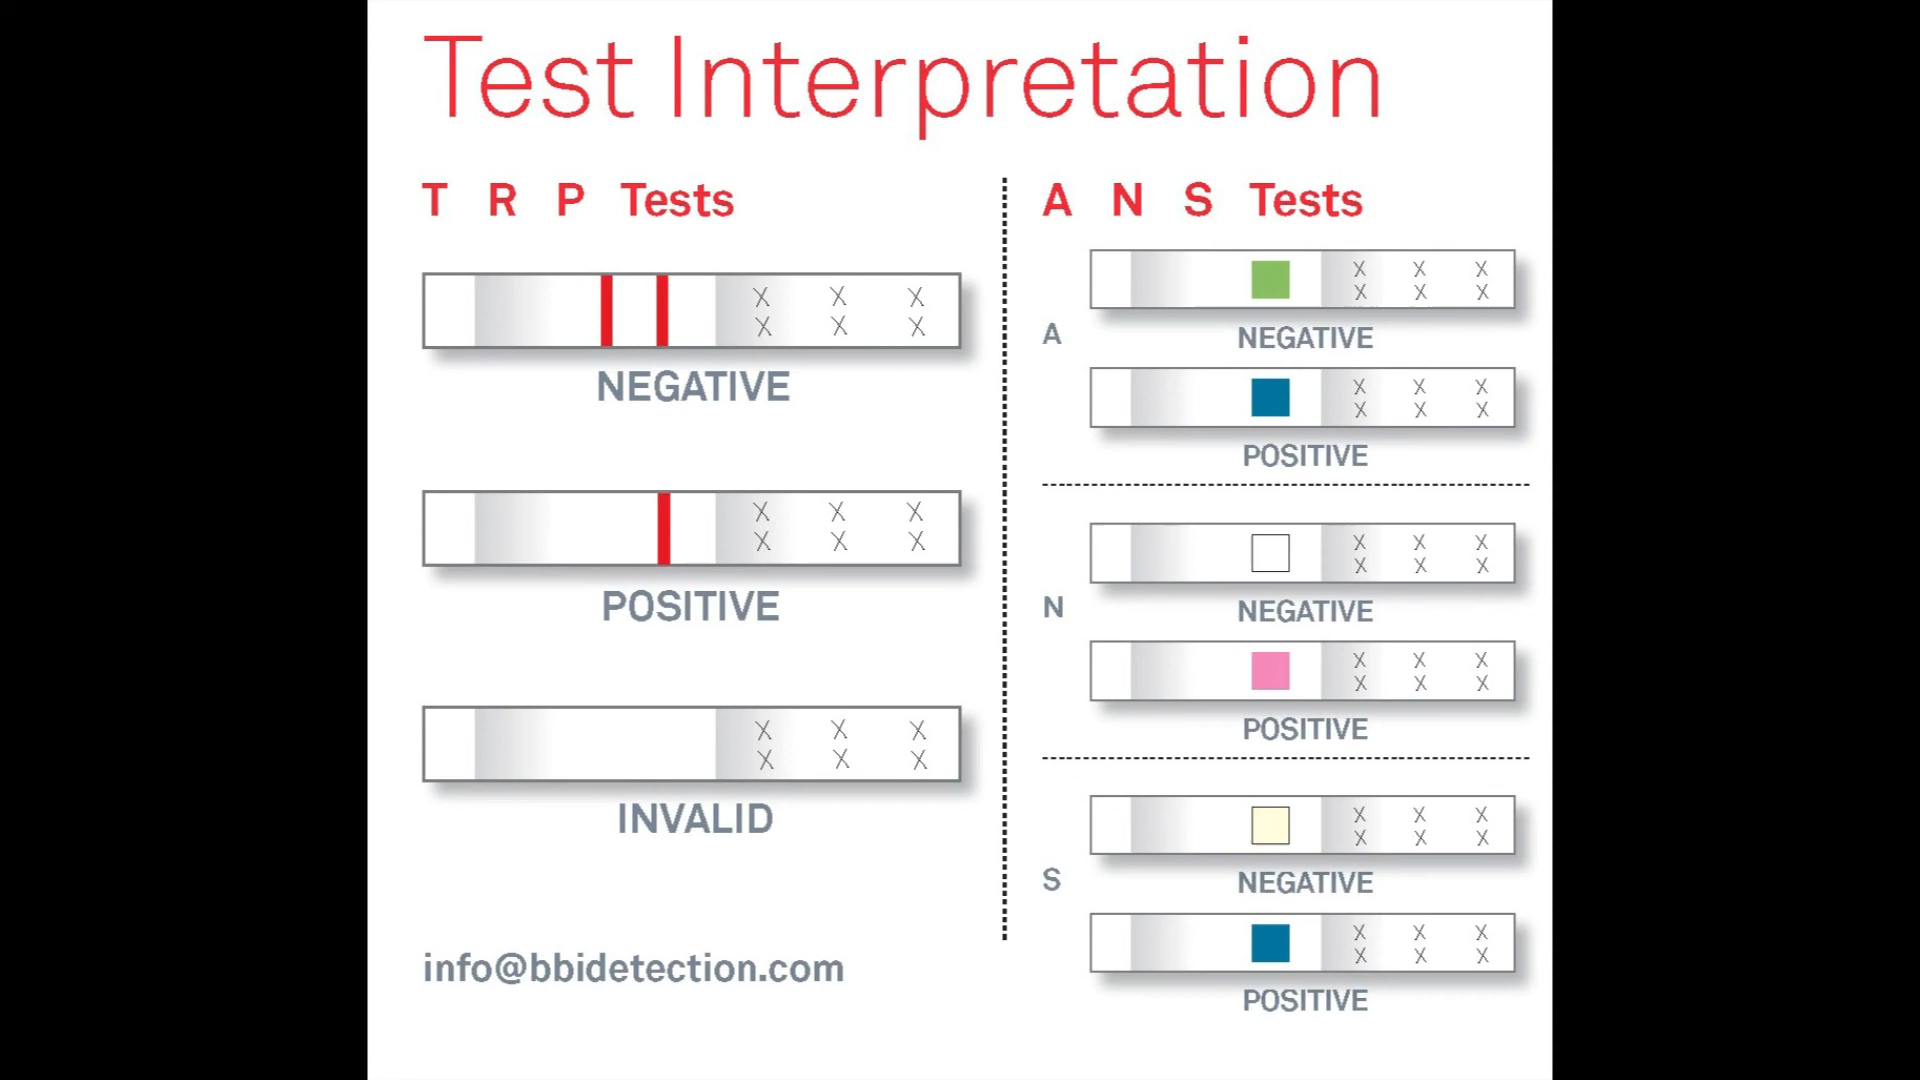 Test Interpretation
T R P Tests
X X X
X X X
NEGATIVE
X X X
X X X
POSITIVE
X X X
X X X
INVALID
info@bbidetection.com
A N S Tests
A
X X X
X X X
NEGATIVE
X X X
X X X
POSITIVE
N
X X X
X X X
NEGATIVE
X X X
X X X
POSITIVE
S
X X X
X X X
NEGATIVE
X X X
X X X
POSITIVE